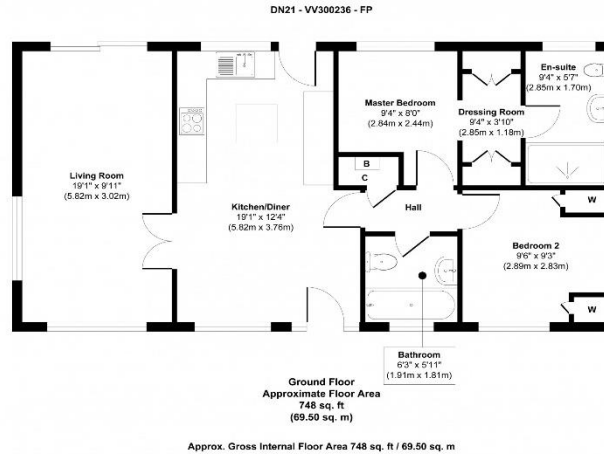 DN21 - VV300236 - FP
En-suite
9'4" x 5'7"
(2.85m x 1.70m)
Master Bedroom
9'4" x 8'0"
(2.84m x 2.44m)
Dressing Room
9'4" x 3'10"
(2.85m x 1.18m)
Living Room
19'1" x 9'11"
(5.82m x 3.02m)
B
C
Kitchen/Diner
19'1" x 12'4"
(5.82m x 3.76m)
Hall
W
Bedroom 2
9'6" x 9'3"
(2.89m x 2.83m)
W
Bathroom
6'3" x 5'11"
(1.91m x 1.81m)
Ground Floor
Approximate Floor Area
748 sq. ft
(69.50 sq. m)
Approx. Gross Internal Floor Area 748 sq. ft / 69.50 sq. m